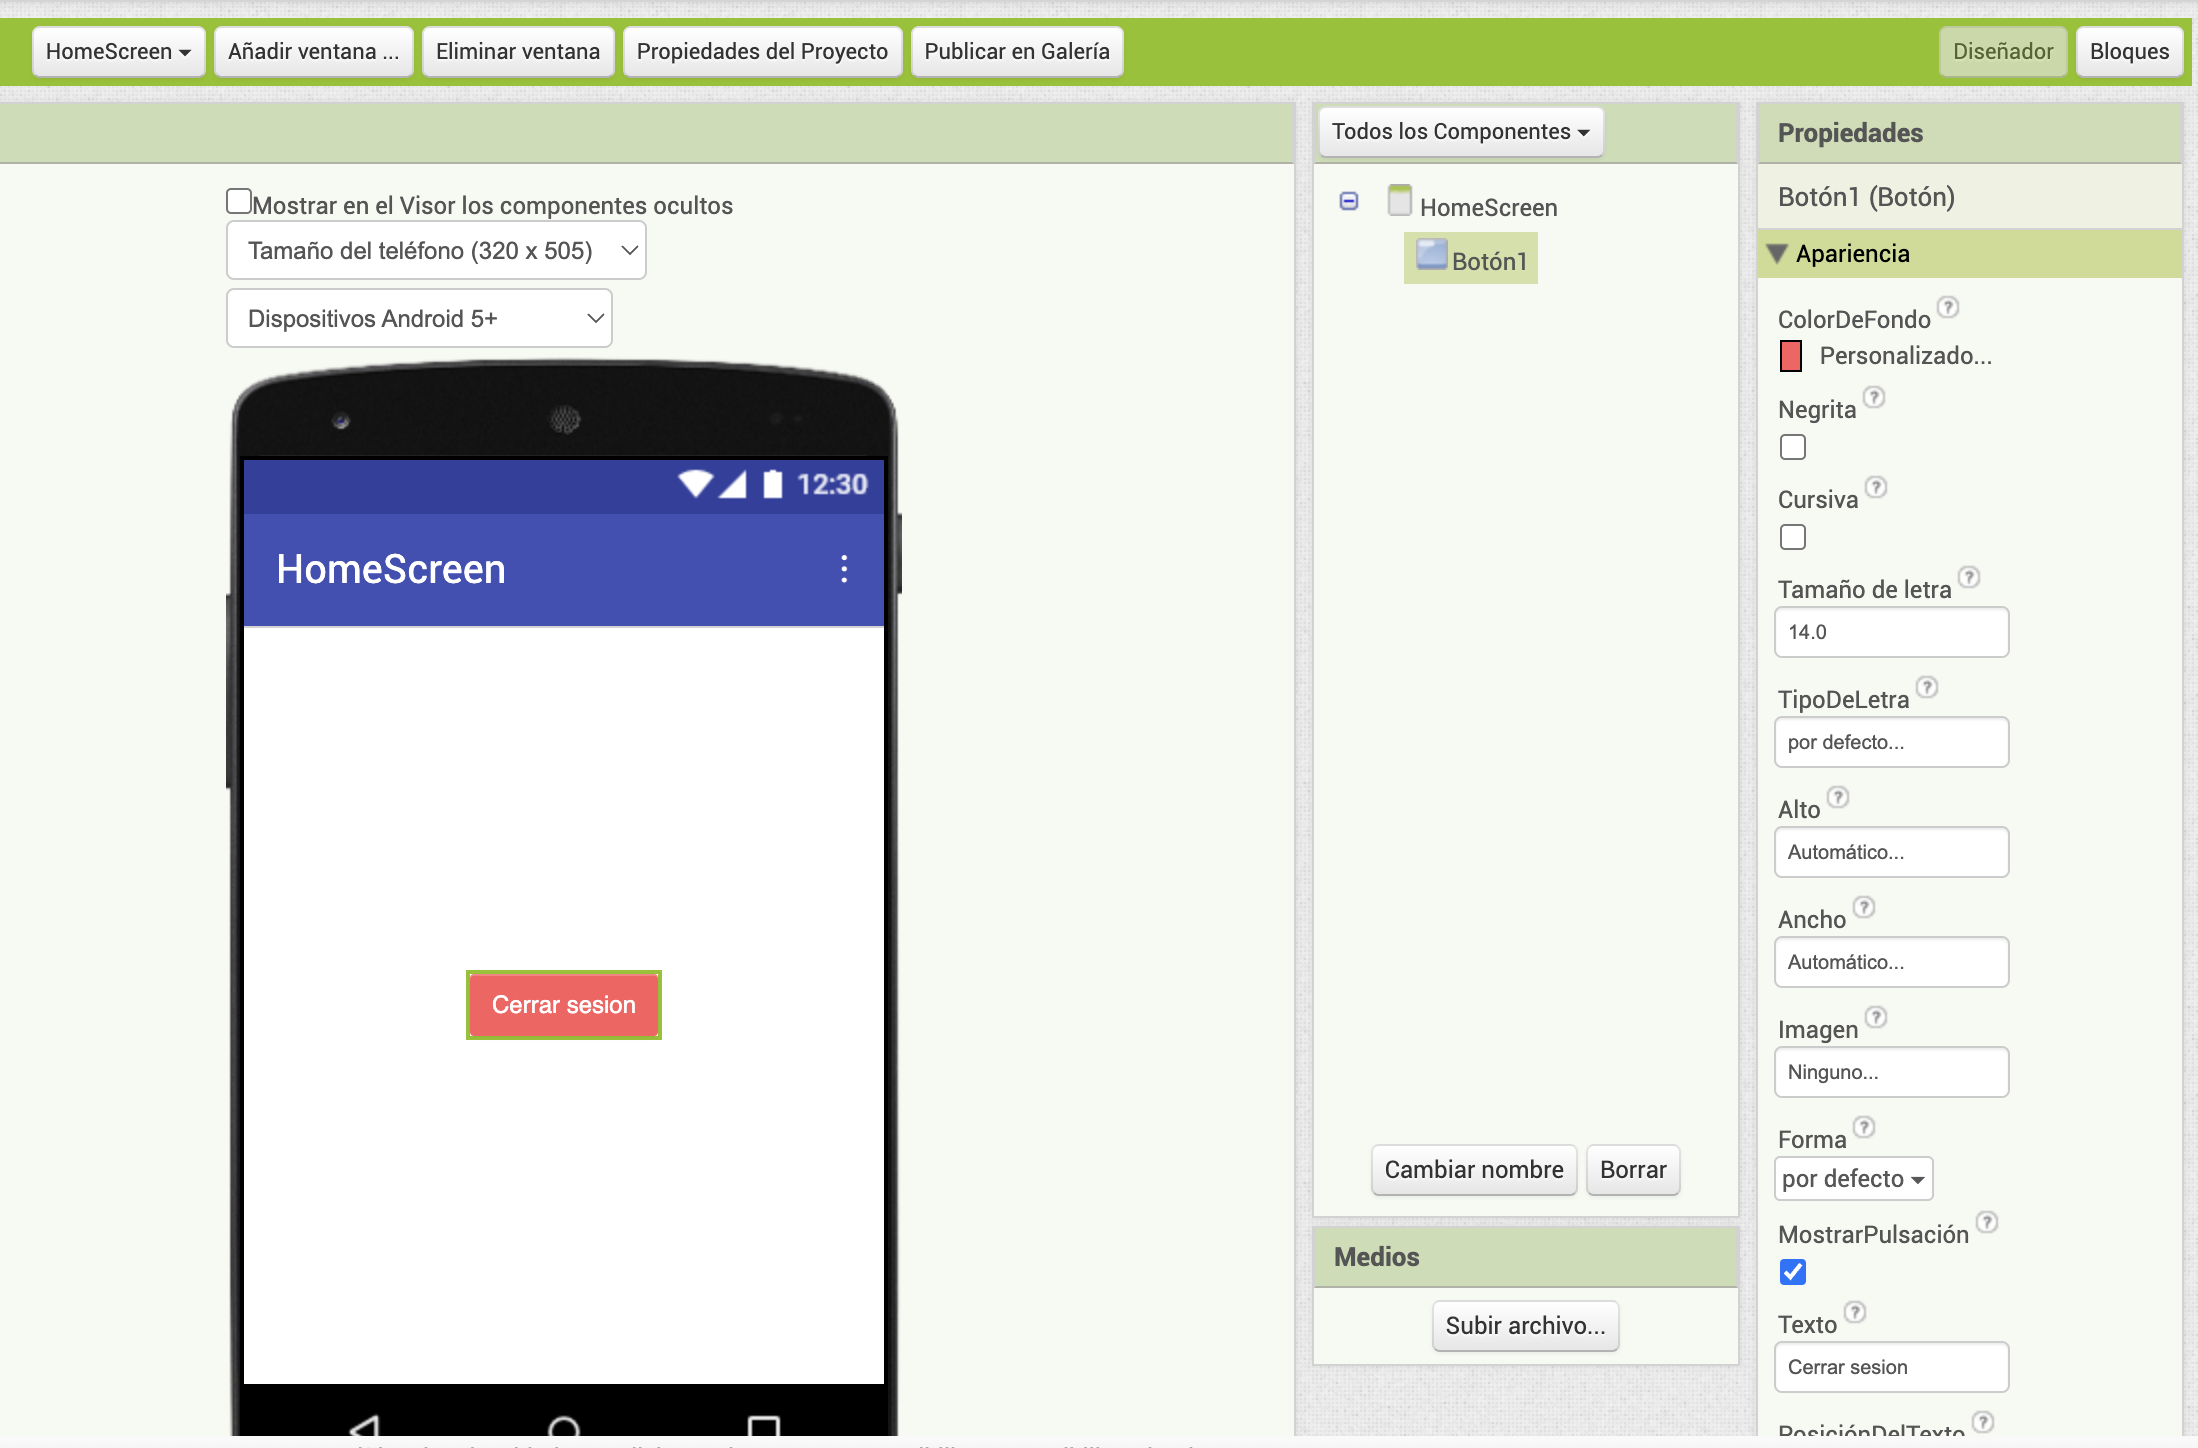 HomeScreen
Añadir ventana ...
Eliminar ventana
Propiedades del Proyecto
Publicar en Galería
Diseñador
Bloques
Mostrar en el Visor los componentes ocultos
Tamaño del teléfono (320 x 505)
Dispositivos Android 5+
12:30
HomeScreen
Cerrar sesion
Todos los Componentes
HomeScreen
Botón1
Cambiar nombre
Borrar
Medios
Subir archivo...
Propiedades
Botón1 (Botón)
Apariencia
ColorDeFondo
Personalizado...
Negrita
Cursiva
Tamaño de letra
14.0
TipoDeLetra
por defecto...
Alto
Automático...
Ancho
Automático...
Imagen
Ninguno...
Forma
por defecto
MostrarPulsación
Texto
Cerrar sesion
PosiciónDelTexto